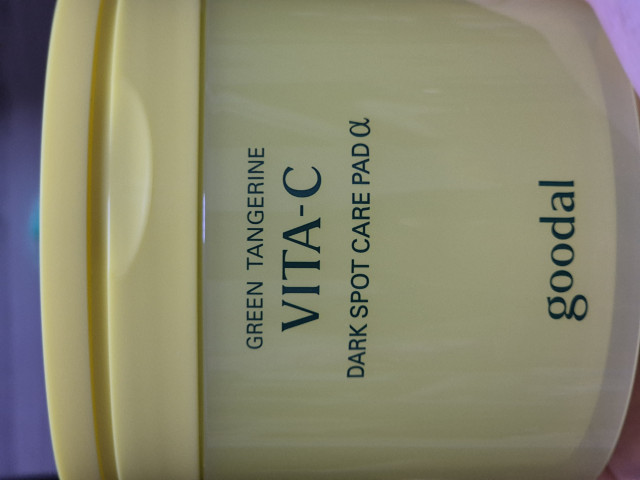 GREEN TANGERINE
VITA-C
DARK SPOT CARE PAD α
goodal